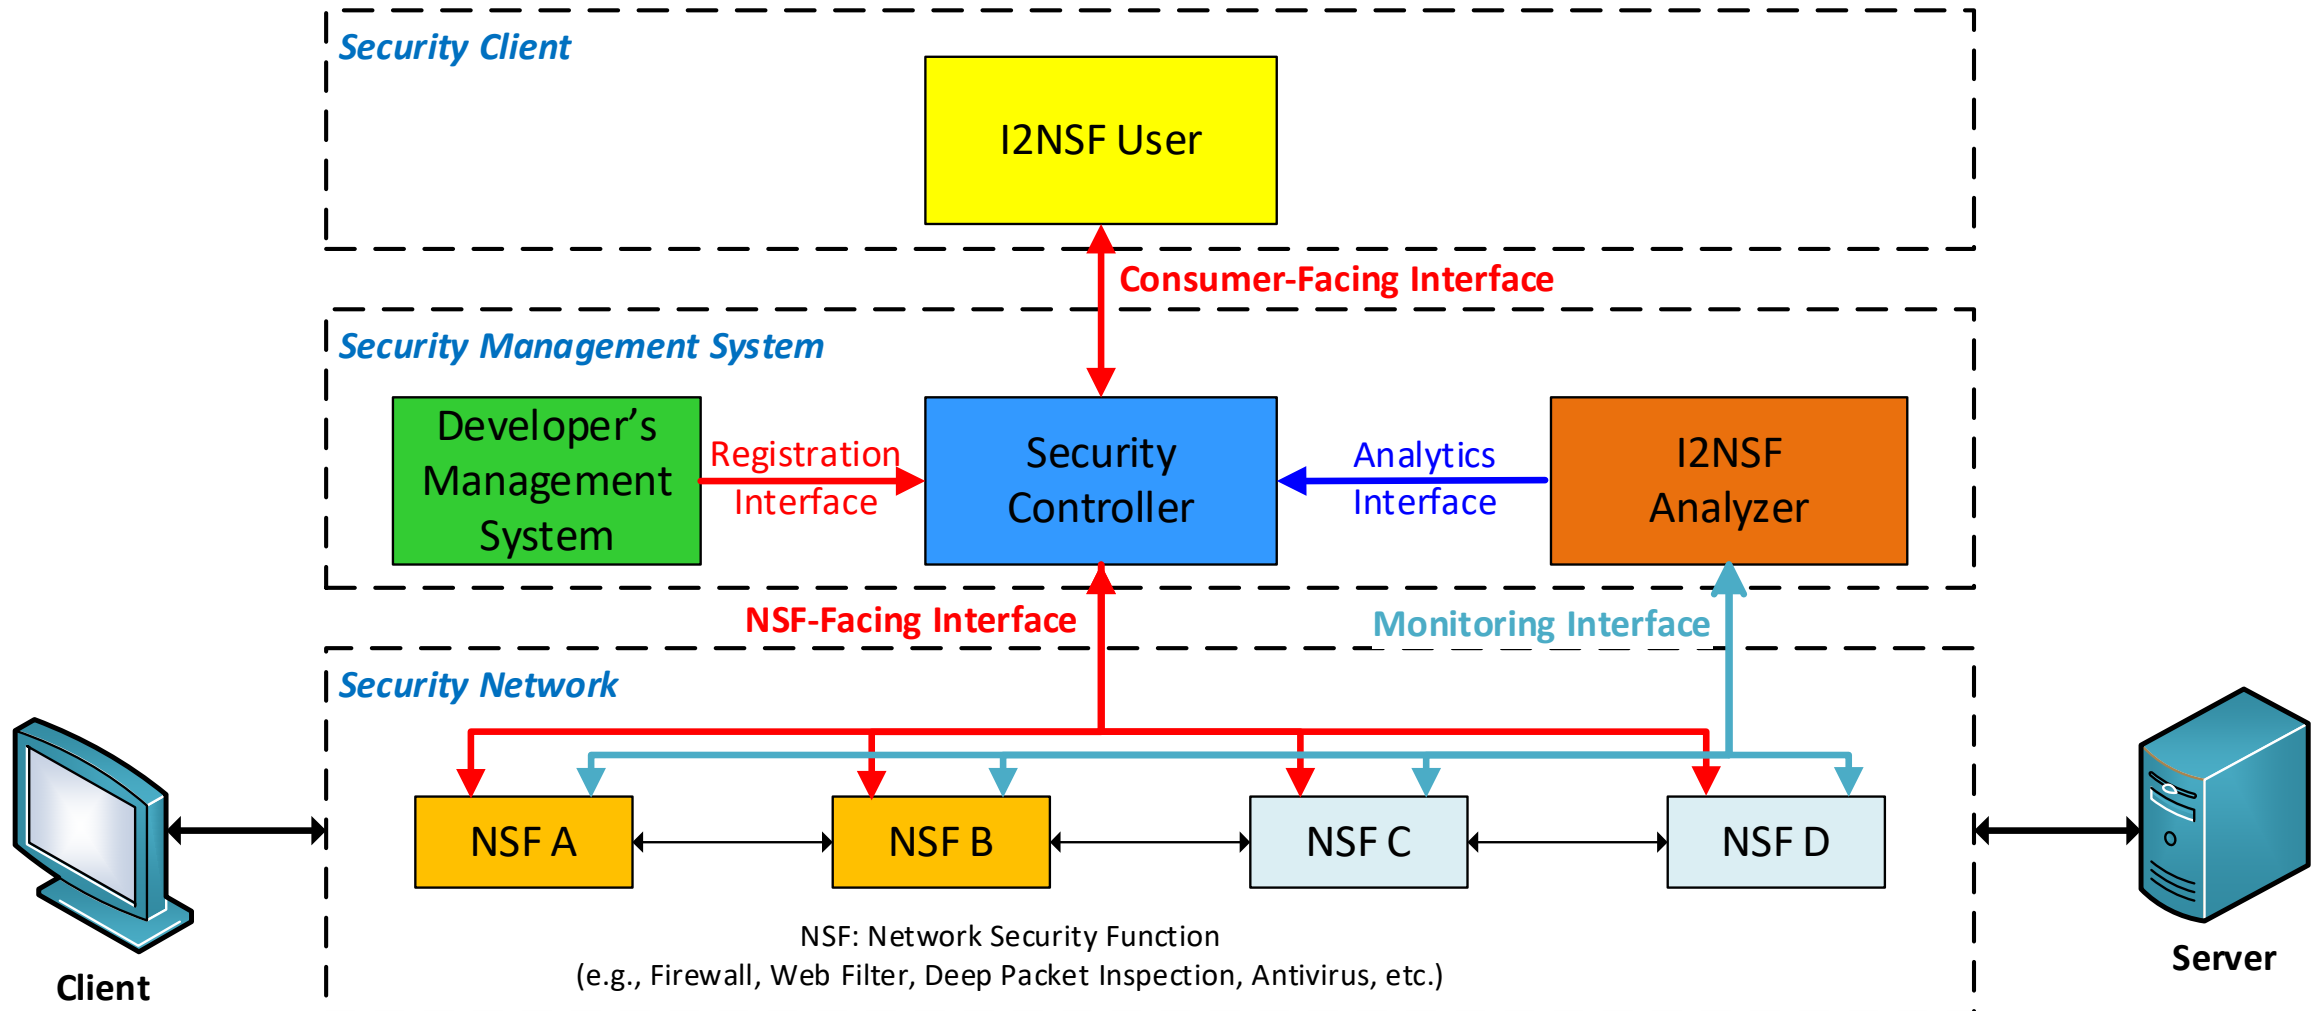 Security Client
I2NSF User
Consumer-Facing Interface
Security Management System
Developer's
Management
System
Registration
Interface
Security
Controller
Analytics
Interface
I2NSF
Analyzer
NSF-Facing Interface
Monitoring Interface
Security Network
NSF A
NSF B
NSF C
NSF D
NSF: Network Security Function
(e.g., Firewall, Web Filter, Deep Packet Inspection, Antivirus, etc.)
Client
Server